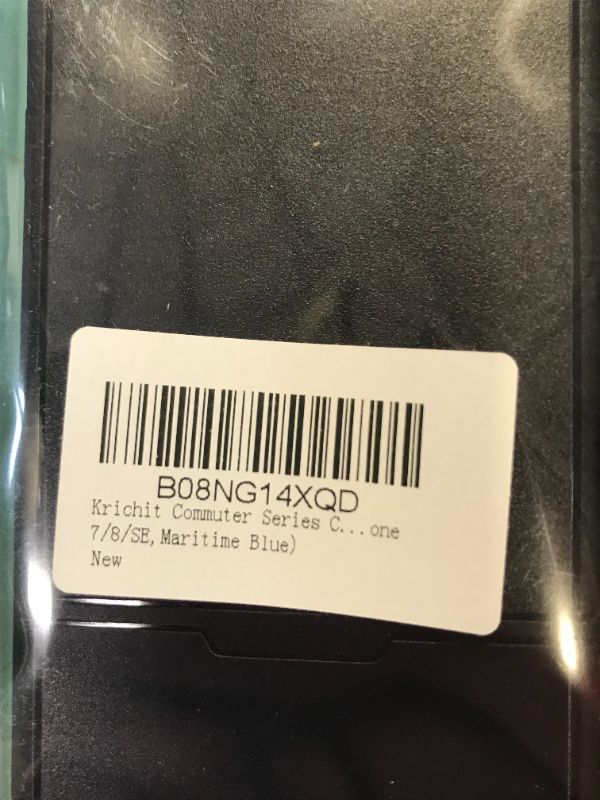 B08NG14XQD
Krichit Commuter Series C...one
7/8/SE,Maritime Blue)
New